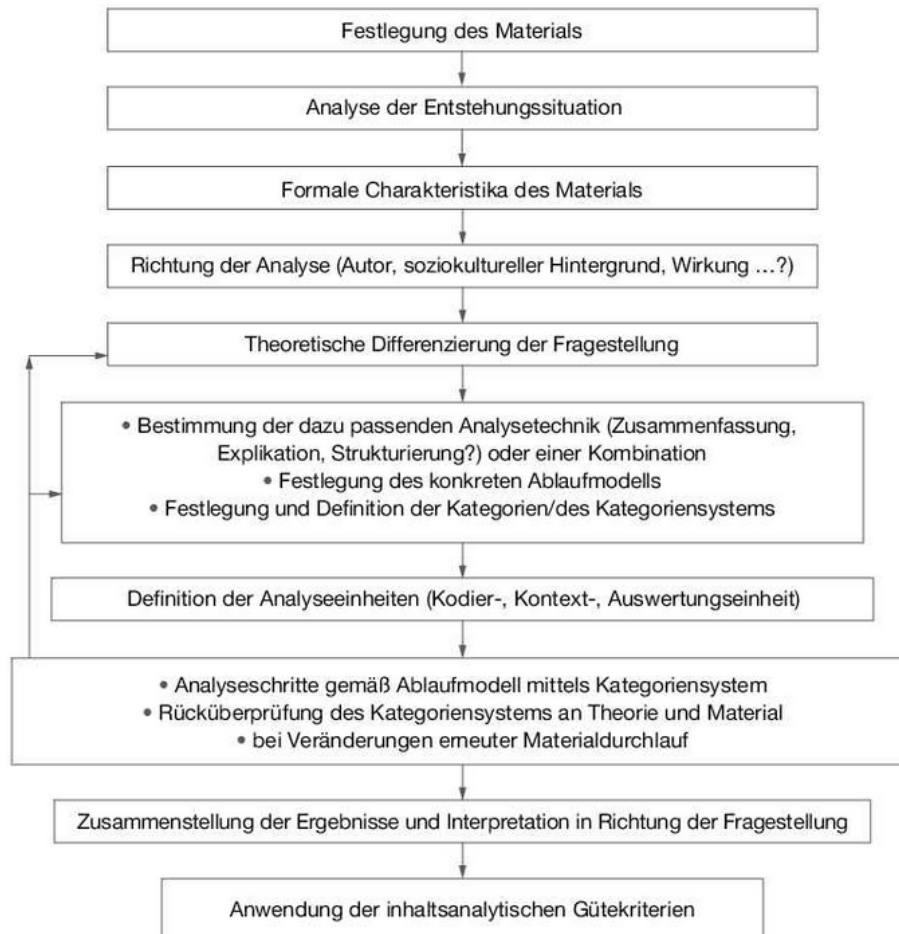 Festlegung des Materials
Analyse der Entstehungssituation
Formale Charakteristika des Materials
Richtung der Analyse (Autor, soziokultureller Hintergrund, Wirkung …?)
Theoretische Differenzierung der Fragestellung
• Bestimmung der dazu passenden Analysetechnik (Zusammenfassung,
Explikation, Strukturierung?) oder einer Kombination
• Festlegung des konkreten Ablaufmodells
• Festlegung und Definition der Kategorien/des Kategoriensystems
Definition der Analyseeinheiten (Kodier-, Kontext-, Auswertungseinheit)
• Analyseschritte gemäß Ablaufmodell mittels Kategoriensystem
• Rücküberprüfung des Kategoriensystems an Theorie und Material
• bei Veränderungen erneuter Materialdurchlauf
Zusammenstellung der Ergebnisse und Interpretation in Richtung der Fragestellung
Anwendung der inhaltsanalytischen Gütekriterien